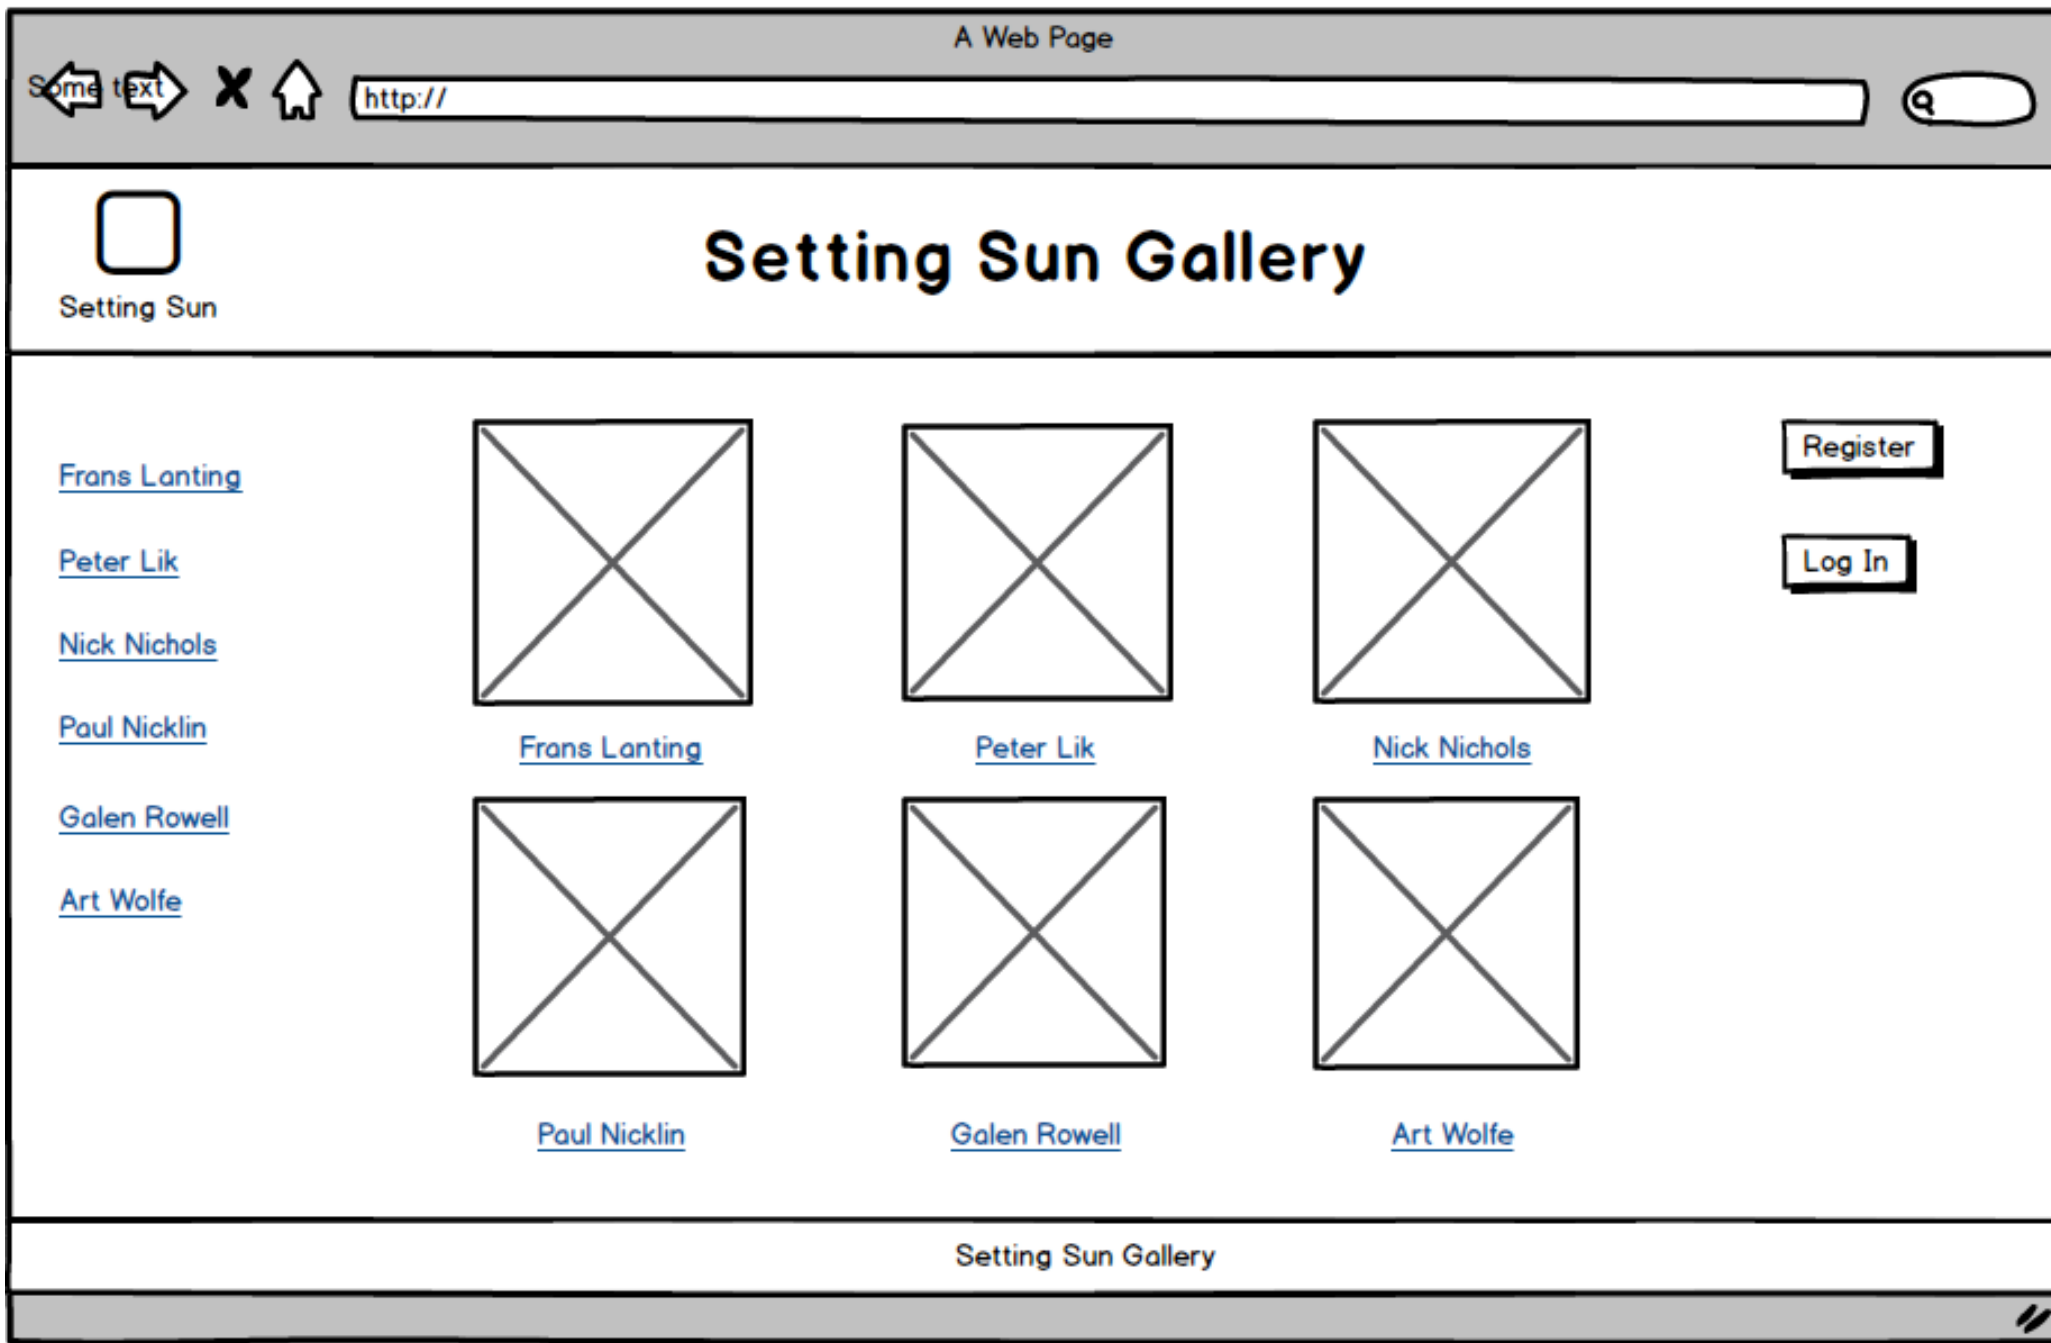 A Web Page
Some text
http://
Setting Sun
Setting Sun Gallery
Frans Lanting
Peter Lik
Nick Nichols
Paul Nicklin
Galen Rowell
Art Wolfe
Frans Lanting
Peter Lik
Nick Nichols
Paul Nicklin
Galen Rowell
Art Wolfe
Register
Log In
Setting Sun Gallery